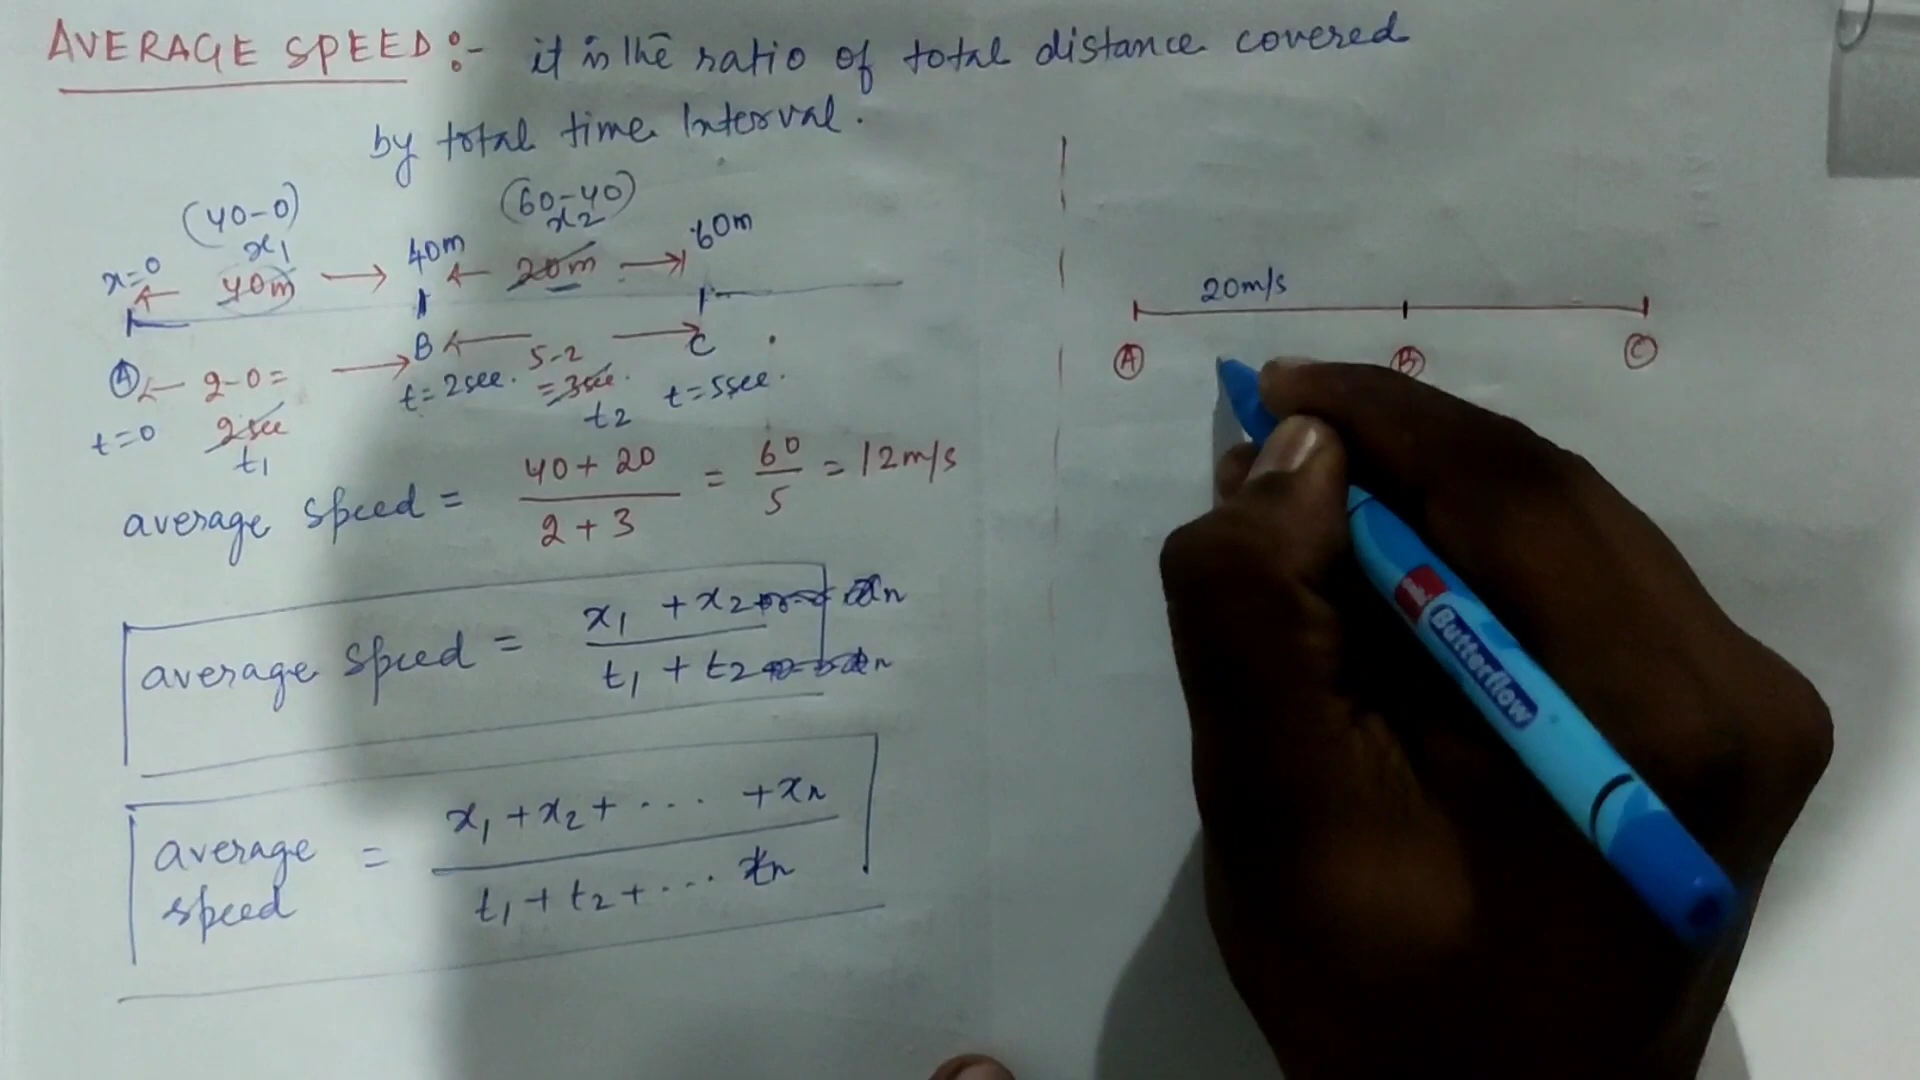 AVERAGE SPEED :- it is the ratio of total distance covered
by total time Interval.
(40-0) (60-40)
x1 x2
x=0 40m 40m 20m 60m
A 2-0= B 5-2 C
t=0 2sec t=2sec. =3sec. t=5sec.
t1 t2
average speed = 40+20 / 2+3 = 60 / 5 = 12m/s
average speed = x1 + x2 xn / t1 + t2 n
average speed = x1 + x2 + ... + xn / t1 + t2 + ... tn
20m/s
A B C
Butterflow